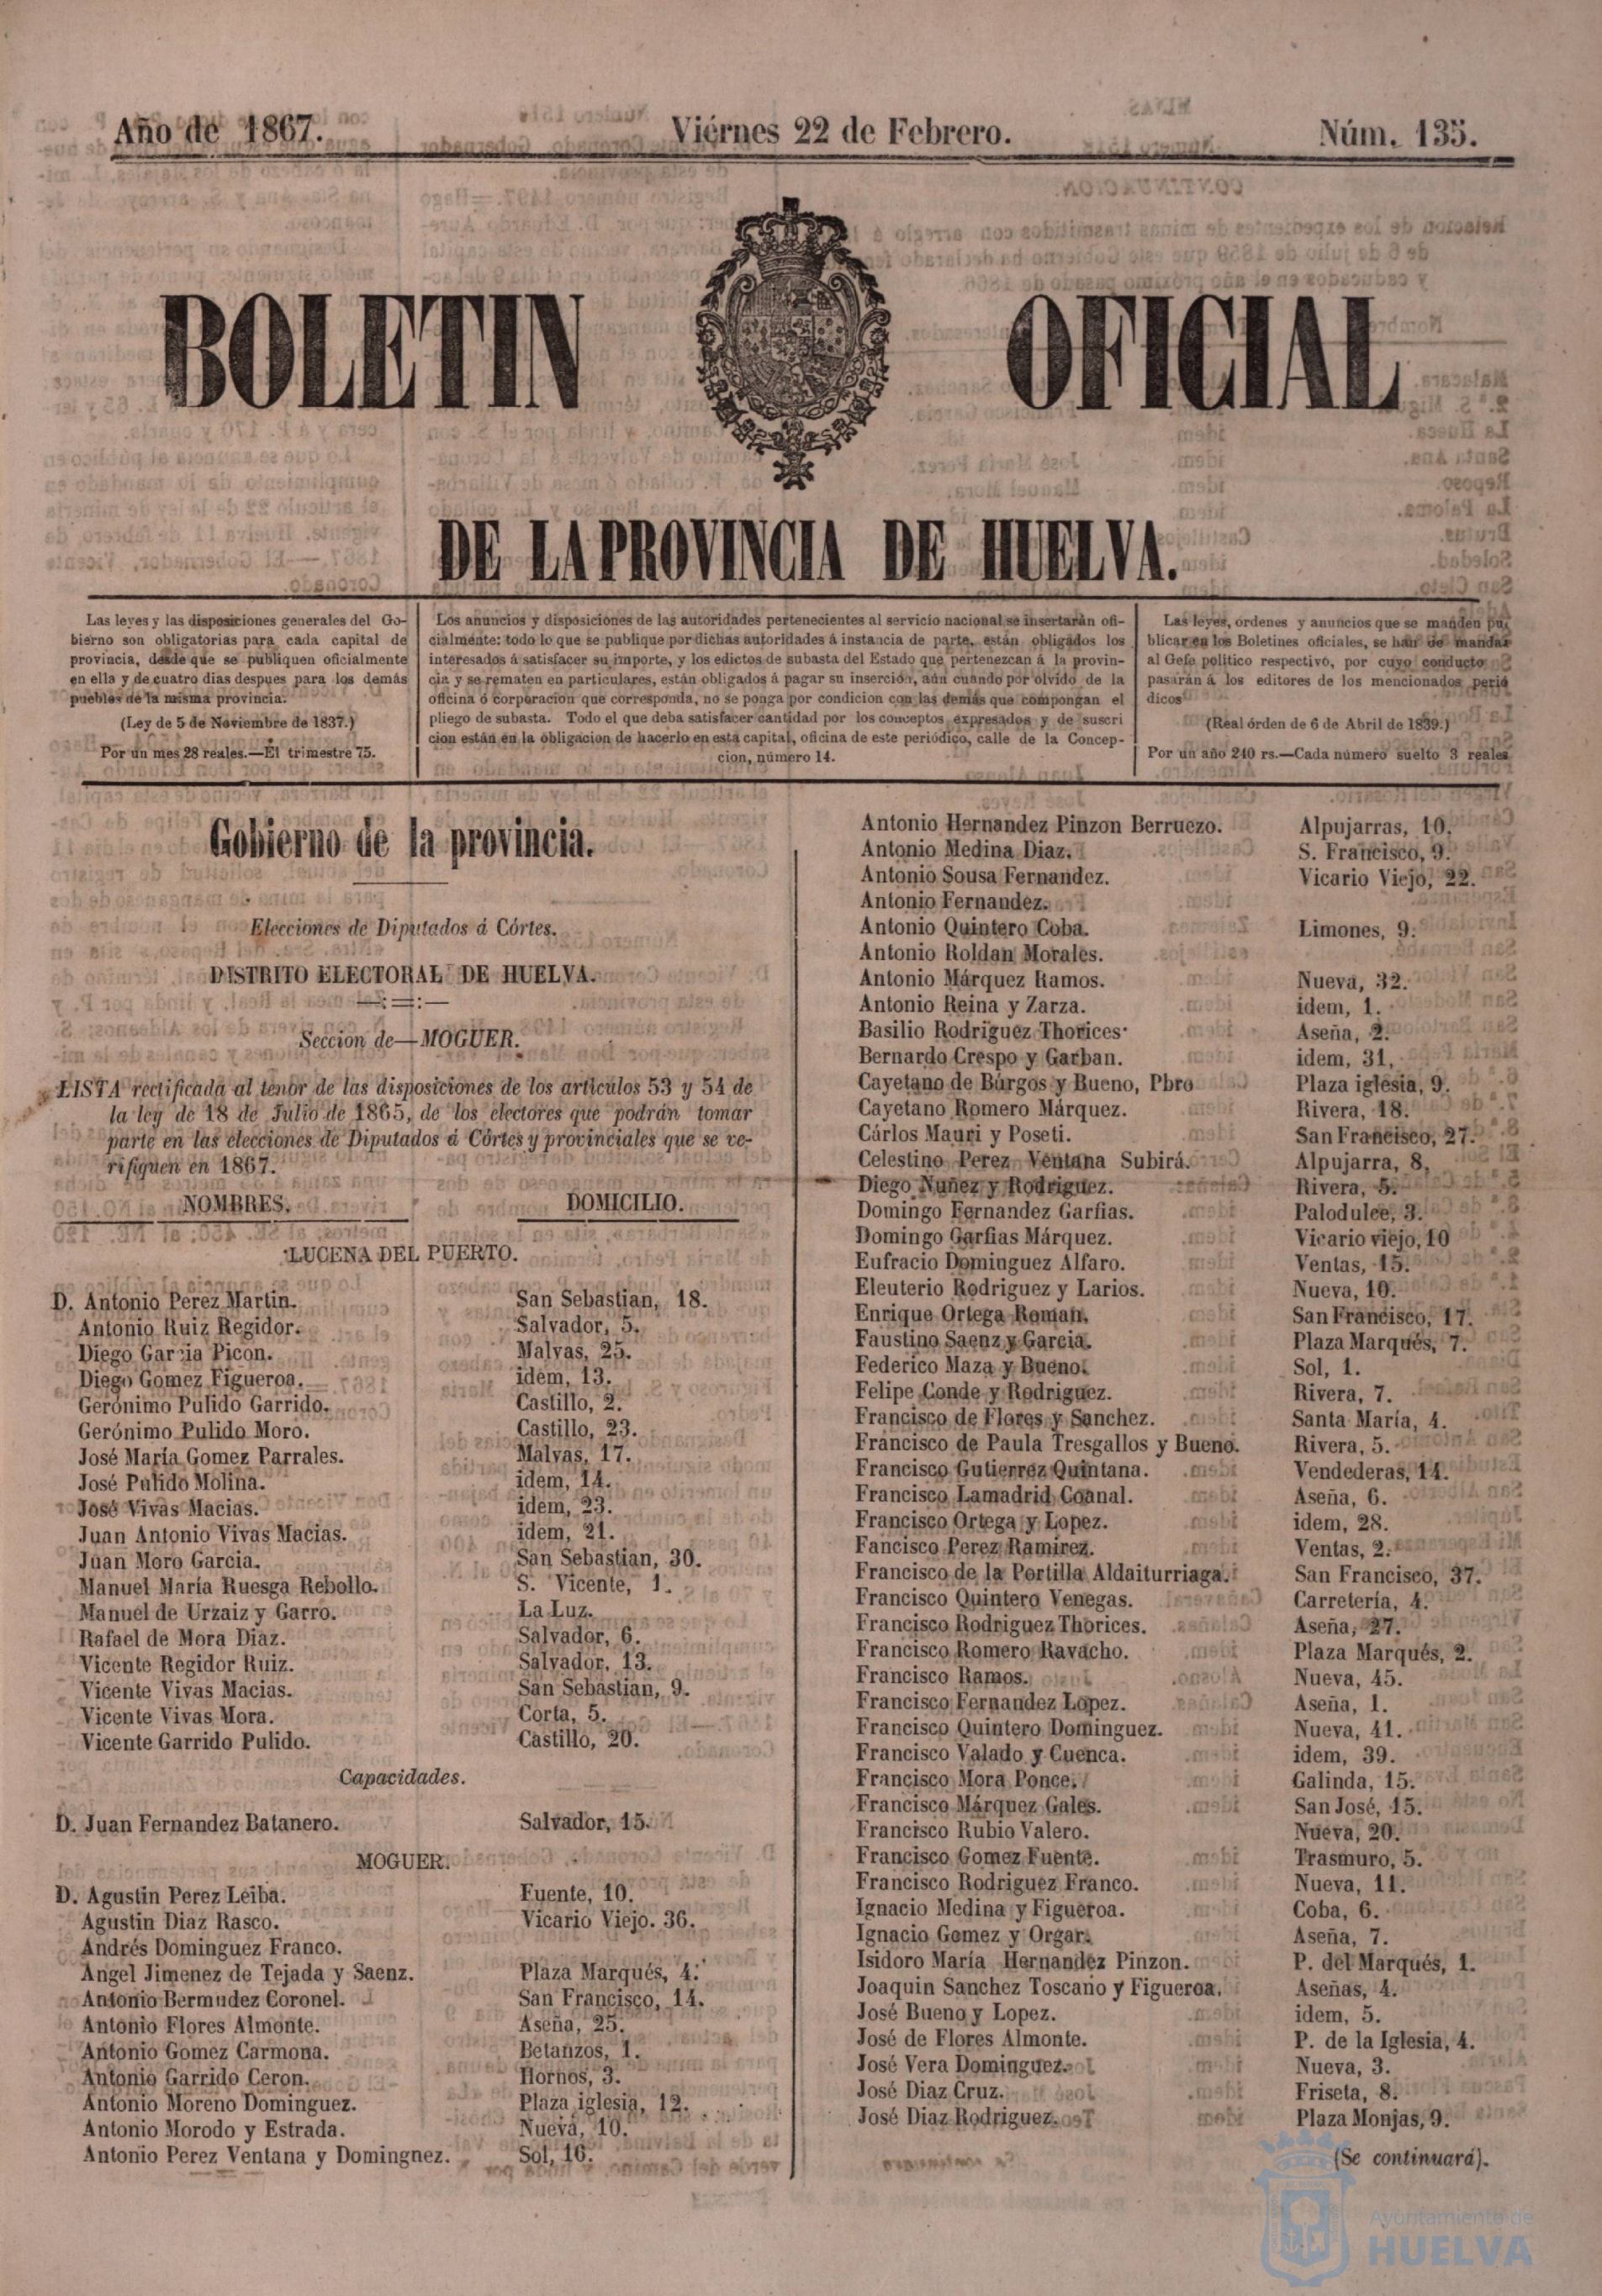 Año de 1867.
Viérnes 22 de Febrero.
Núm. 135.
BOLETIN OFICIAL
DE LA PROVINCIA DE HUELVA.
Las leyes y las disposiciones generales del Go-
bierno son obligatorias para cada capital de
provincia, desde que se publiquen oficialmente
en ella y de cuatro dias despues para los demás
pueblos de la misma provincia.
(Ley de 5 de Noviembre de 1837.)
Por un mes 28 reales.—El trimestre 75.
Los anuncios y disposiciones de las autoridades pertenecientes al servicio nacional se insertarán ofi-
cialmente: todo lo que se publique por dichas autoridades á instancia de parte, están obligados los
interesados á satisfacer su importe, y los edictos de subasta del Estado que pertenezcan á la provin-
cia y se rematen en particulares, están obligados á pagar su insercion, aún cuando por olvido de la
oficina ó corporacion que corresponda, no se ponga por condicion con las demás que compongan el
pliego de subasta. Todo el que deba satisfacer cantidad por los conceptos expresados y de suscri
cion están en la obligacion de hacerlo en esta capital, oficina de este periódico, calle de la Concep-
cion, número 14.
Las leyes, órdenes y anuncios que se manden pu
blicar en los Boletines oficiales, se han de mandar
al Gefe político respectivo, por cuyo conducto
pasarán á los editores de los mencionados perió
dicos
(Real órden de 6 de Abril de 1839.)
Por un año 240 rs.—Cada número suelto 3 reales
Gobierno de la provincia.
Elecciones de Diputados á Córtes.
DISTRITO ELECTORAL DE HUELVA.
Seccion de—MOGUER.
LISTA rectificada al tenor de las disposiciones de los artículos 53 y 54 de
la ley de 18 de Julio de 1865, de los electores que podrán tomar
parte en las elecciones de Diputados á Córtes y provinciales que se ve-
rifiquen en 1867.
NOMBRES. DOMICILIO.
LUCENA DEL PUERTO.
D. Antonio Perez Martin. San Sebastian, 18.
Antonio Ruiz Regidor. Salvador, 5.
Diego Garcia Picon. Malvas, 25.
Diego Gomez Figueroa. idem, 13.
Gerónimo Pulido Garrido. Castillo, 2.
Gerónimo Pulido Moro. Castillo, 23.
José María Gomez Parrales. Malvas, 17.
José Pulido Molina. idem, 14.
José Vivas Macias. idem, 23.
Juan Antonio Vivas Macias. idem, 21.
Juan Moro Garcia. San Sebastian, 30.
Manuel María Ruesga Rebollo. S. Vicente, 1.
Manuel de Urzaiz y Garro. La Luz.
Rafael de Mora Diaz. Salvador, 6.
Vicente Regidor Ruiz. Salvador, 13.
Vicente Vivas Macias. San Sebastian, 9.
Vicente Vivas Mora. Corta, 5.
Vicente Garrido Pulido. Castillo, 20.
Capacidades.
D. Juan Fernandez Batanero. Salvador, 15.
MOGUER.
D. Agustin Perez Leiba. Fuente, 10.
Agustin Diaz Rasco. Vicario Viejo. 36.
Andrés Dominguez Franco.
Angel Jimenez de Tejada y Saenz. Plaza Marqués, 4.
Antonio Bermudez Coronel. San Francisco, 14.
Antonio Flores Almonte. Aseña, 25.
Antonio Gomez Carmona. Betanzos, 1.
Antonio Garrido Ceron. Hornos, 3.
Antonio Moreno Dominguez. Plaza iglesia, 12.
Antonio Morodo y Estrada. Nueva, 10.
Antonio Perez Ventana y Domingnez. Sol, 16.
Antonio Hernandez Pinzon Berruezo. Alpujarras, 10.
Antonio Medina Diaz. S. Francisco, 9.
Antonio Sousa Fernandez. Vicario Viejo, 22.
Antonio Fernandez.
Antonio Quintero Coba. Limones, 9.
Antonio Roldan Morales.
Antonio Márquez Ramos. Nueva, 32.
Antonio Reina y Zarza. idem, 1.
Basilio Rodriguez Thorices. Aseña, 2.
Bernardo Crespo y Garban. idem, 31.
Cayetano de Búrgos y Bueno, Pbro Plaza iglesia, 9.
Cayetano Romero Márquez. Rivera, 18.
Cárlos Mauri y Poseti. San Francisco, 27.
Celestino Perez Ventana Subirá. Alpujarra, 8,
Diego Nuñez y Rodriguez. Rivera, 5.
Domingo Fernandez Garfias. Palodulce, 3.
Domingo Garfias Márquez. Vicario viejo, 10
Eufracio Dominguez Alfaro. Ventas, 15.
Eleuterio Rodriguez y Larios. Nueva, 10.
Enrique Ortega Roman. San Francisco, 17.
Faustino Saenz y Garcia. Plaza Marqués, 7.
Federico Maza y Bueno. Sol, 1.
Felipe Conde y Rodriguez. Rivera, 7.
Francisco de Flores y Sanchez. Santa María, 4.
Francisco de Paula Tresgallos y Bueno. Rivera, 5.
Francisco Gutierrez Quintana. Vendederas, 14.
Francisco Lamadrid Coanal. Aseña, 6.
Francisco Ortega y Lopez. idem, 28.
Fancisco Perez Ramirez. Ventas, 2.
Francisco de la Portilla Aldaiturriaga. San Francisco, 37.
Francisco Quintero Venegas. Carretería, 4.
Francisco Rodriguez Thorices. Aseña, 27.
Francisco Romero Ravacho. Plaza Marqués, 2.
Francisco Ramos. Nueva, 45.
Francisco Fernandez Lopez. Aseña, 1.
Francisco Quintero Dominguez. Nueva, 41.
Francisco Valado y Cuenca. idem, 39.
Francisco Mora Ponce. Galinda, 15.
Francisco Márquez Gales. San José, 15.
Francisco Rubio Valero. Nueva, 20.
Francisco Gomez Fuente. Trasmuro, 5.
Francisco Rodriguez Franco. Nueva, 11.
Ignacio Medina y Figueroa. Coba, 6.
Ignacio Gomez y Orgar. Aseña, 7.
Isidoro María Hernandez Pinzon. P. del Marqués, 1.
Joaquin Sanchez Toscano y Figueroa. Aseñas, 4.
José Bueno y Lopez. idem, 5.
José de Flores Almonte. P. de la Iglesia, 4.
José Vera Dominguez. Nueva, 3.
José Diaz Cruz. Friseta, 8.
José Diaz Rodriguez. Plaza Monjas, 9.
(Se continuará).
Ayuntamiento de
HUELVA